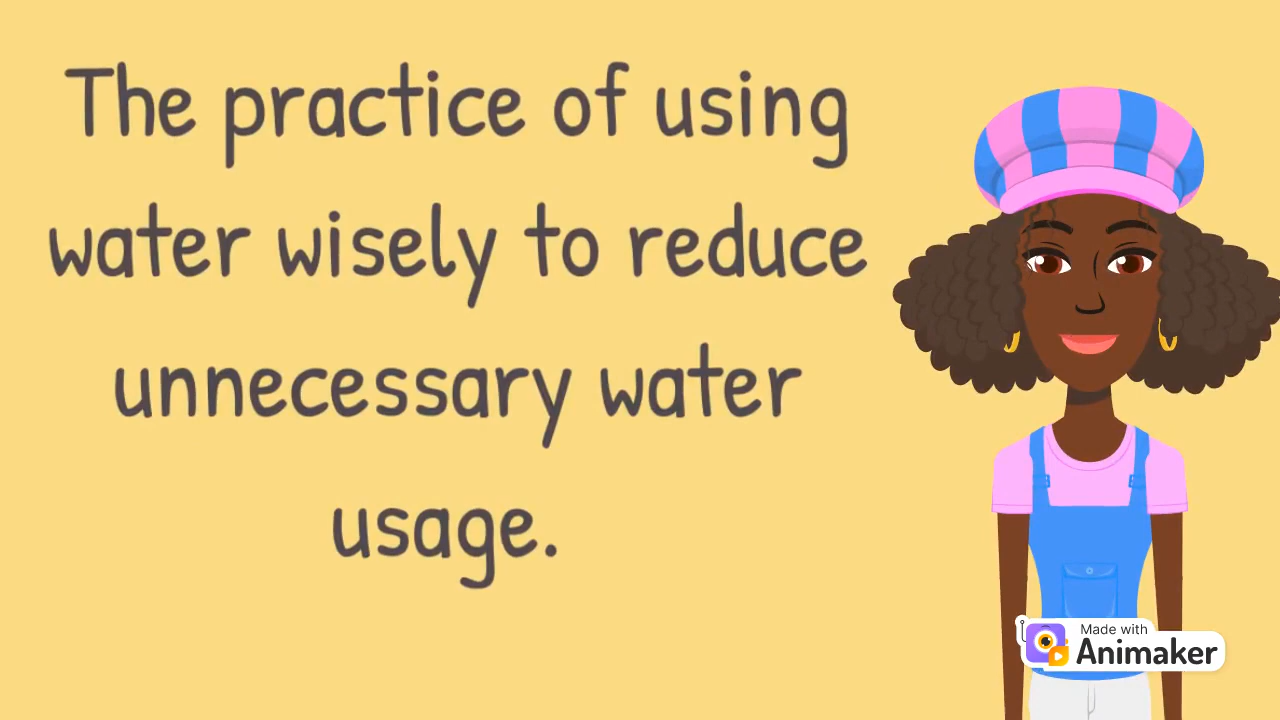 The practice of using
water wisely to reduce
unnecessary water
usage.
Made with
Animaker